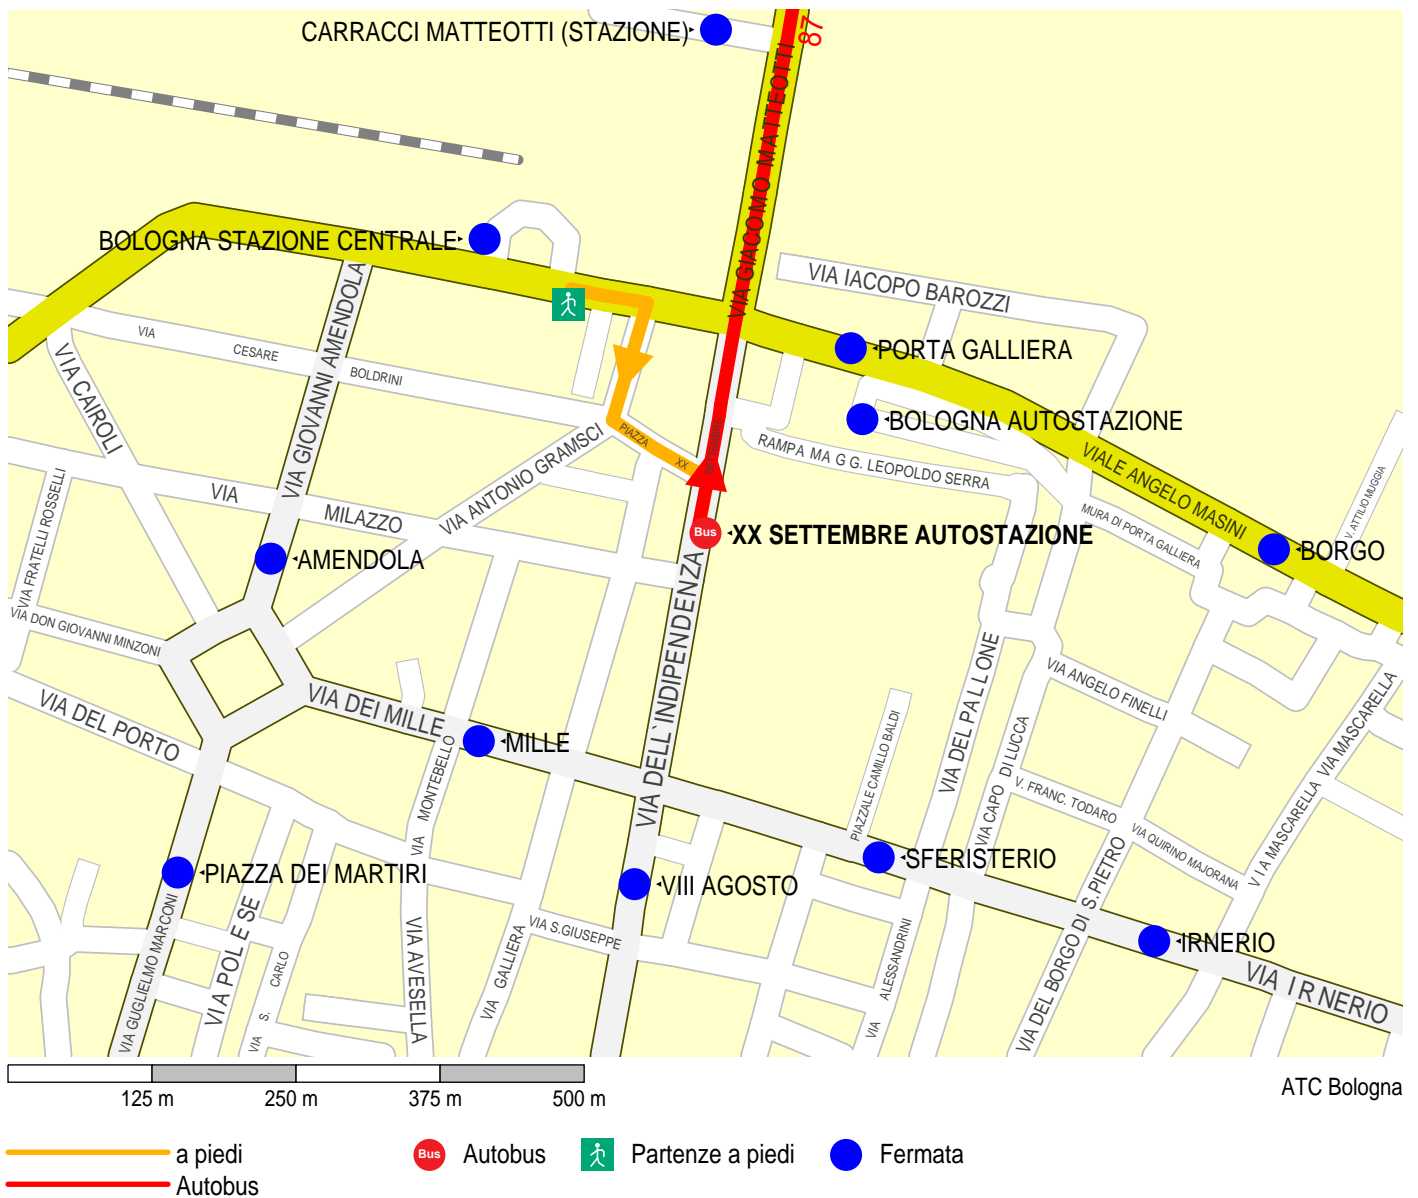 CARRACCI MATTEOTTI (STAZIONE)
87
VIA GIACOMO MATTEOTTI
BOLOGNA STAZIONE CENTRALE
VIA IACOPO BAROZZI
VIA GIOVANNI AMENDOLA
VIA CESARE BOLDRINI
VIA CAIROLI
PORTA GALLIERA
BOLOGNA AUTOSTAZIONE
PIAZZA XX SETTEMBRE
RAMPA MA G G. LEOPOLDO SERRA
VIALE ANGELO MASINI
V. ATTILIO MUGGIA
VIA ANTONIO GRAMSCI
VIA MILAZZO
VIA FRATELLI ROSSELLI
MURA DI PORTA GALLIERA
Bus
XX SETTEMBRE AUTOSTAZIONE
BORGO
AMENDOLA
VIA DON GIOVANNI MINZONI
VIA DELL'INDIPENDENZA
VIA DEL PALLONE
VIA ANGELO FINELLI
VIA DEL PORTO
VIA DEI MILLE
MILLE
VIA MONTEBELLO
PIAZZALE CAMILLO BALDI
VIA CAPO DI LUCCA
V. FRANC. TODARO
VIA QUIRINO MAJORANA
VIA MASCARELLA
VIA MASCARELLA
PIAZZA DEI MARTIRI
VIII AGOSTO
SFERISTERIO
VIA GUGLIELMO MARCONI
VIA POLESE
VIA S. CARLO
VIA AVESELLA
VIA GALLIERA
VIA S.GIUSEPPE
VIA ALESSANDRINI
VIA DEL BORGO DI S.PIETRO
IRNERIO
VIA IRNERIO
125 m 250 m 375 m 500 m
ATC Bologna
a piedi
Bus Autobus
Partenze a piedi
Fermata
Autobus